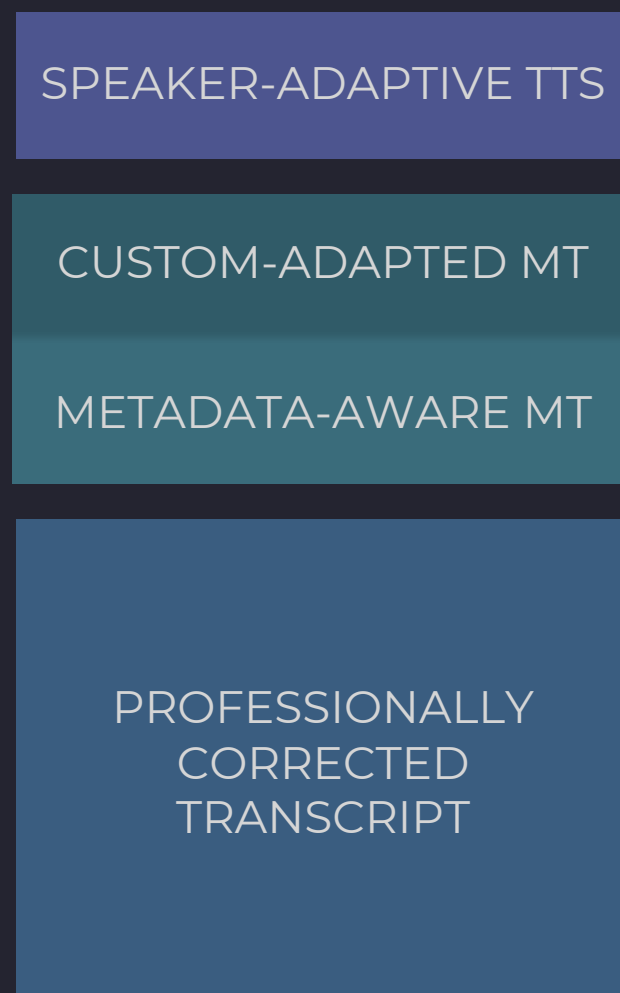 SPEAKER-ADAPTIVE TTS
CUSTOM-ADAPTED MT
METADATA-AWARE MT
PROFESSIONALLY
CORRECTED
TRANSCRIPT